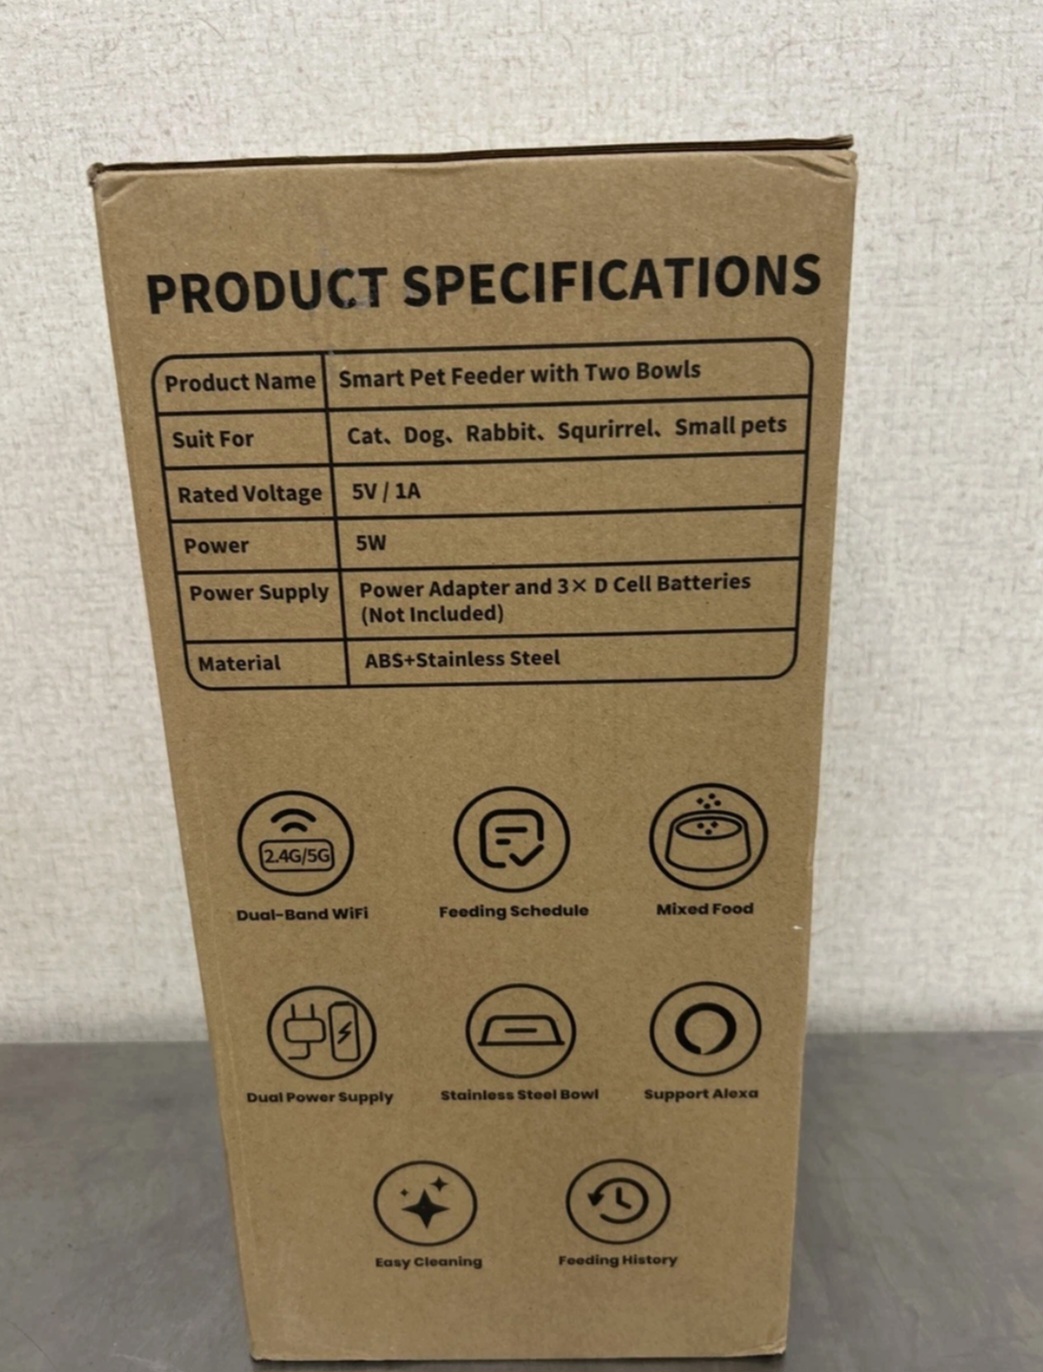 PRODUCT SPECIFICATIONS
Product Name Smart Pet Feeder with Two Bowls
Suit For Cat、Dog、Rabbit、Squrirrel、Small pets
Rated Voltage 5V / 1A
Power 5W
Power Supply Power Adapter and 3× D Cell Batteries
(Not Included)
Material ABS+Stainless Steel
2.4G/5G
Dual-Band WiFi Feeding Schedule Mixed Food
Dual Power Supply Stainless Steel Bowl Support Alexa
Easy Cleaning Feeding History